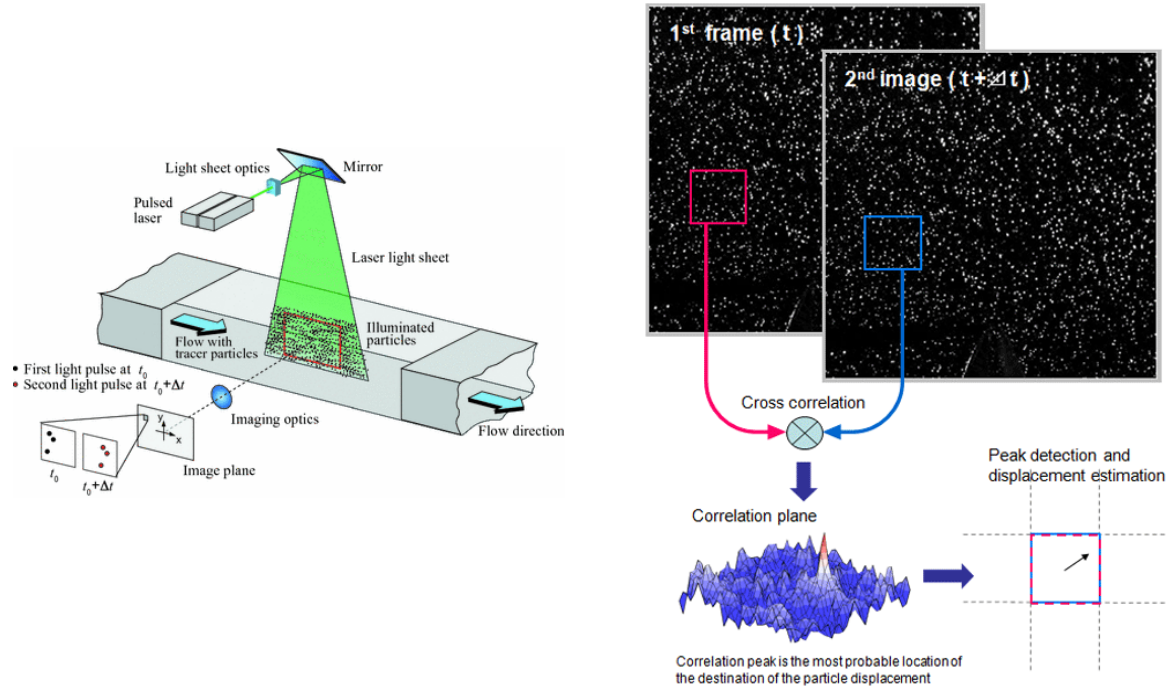 Light sheet optics
Mirror
Pulsed
laser
Laser light sheet
Flow with
tracer particles
Illuminated
particles
• First light pulse at t0
• Second light pulse at t0+Δt
Imaging optics
Flow direction
y
x
Image plane
t0
t0+Δt
1st frame ( t )
2nd image ( t + Δt )
Cross correlation
Peak detection and
displacement estimation
Correlation plane
Correlation peak is the most probable location of
the destination of the particle displacement